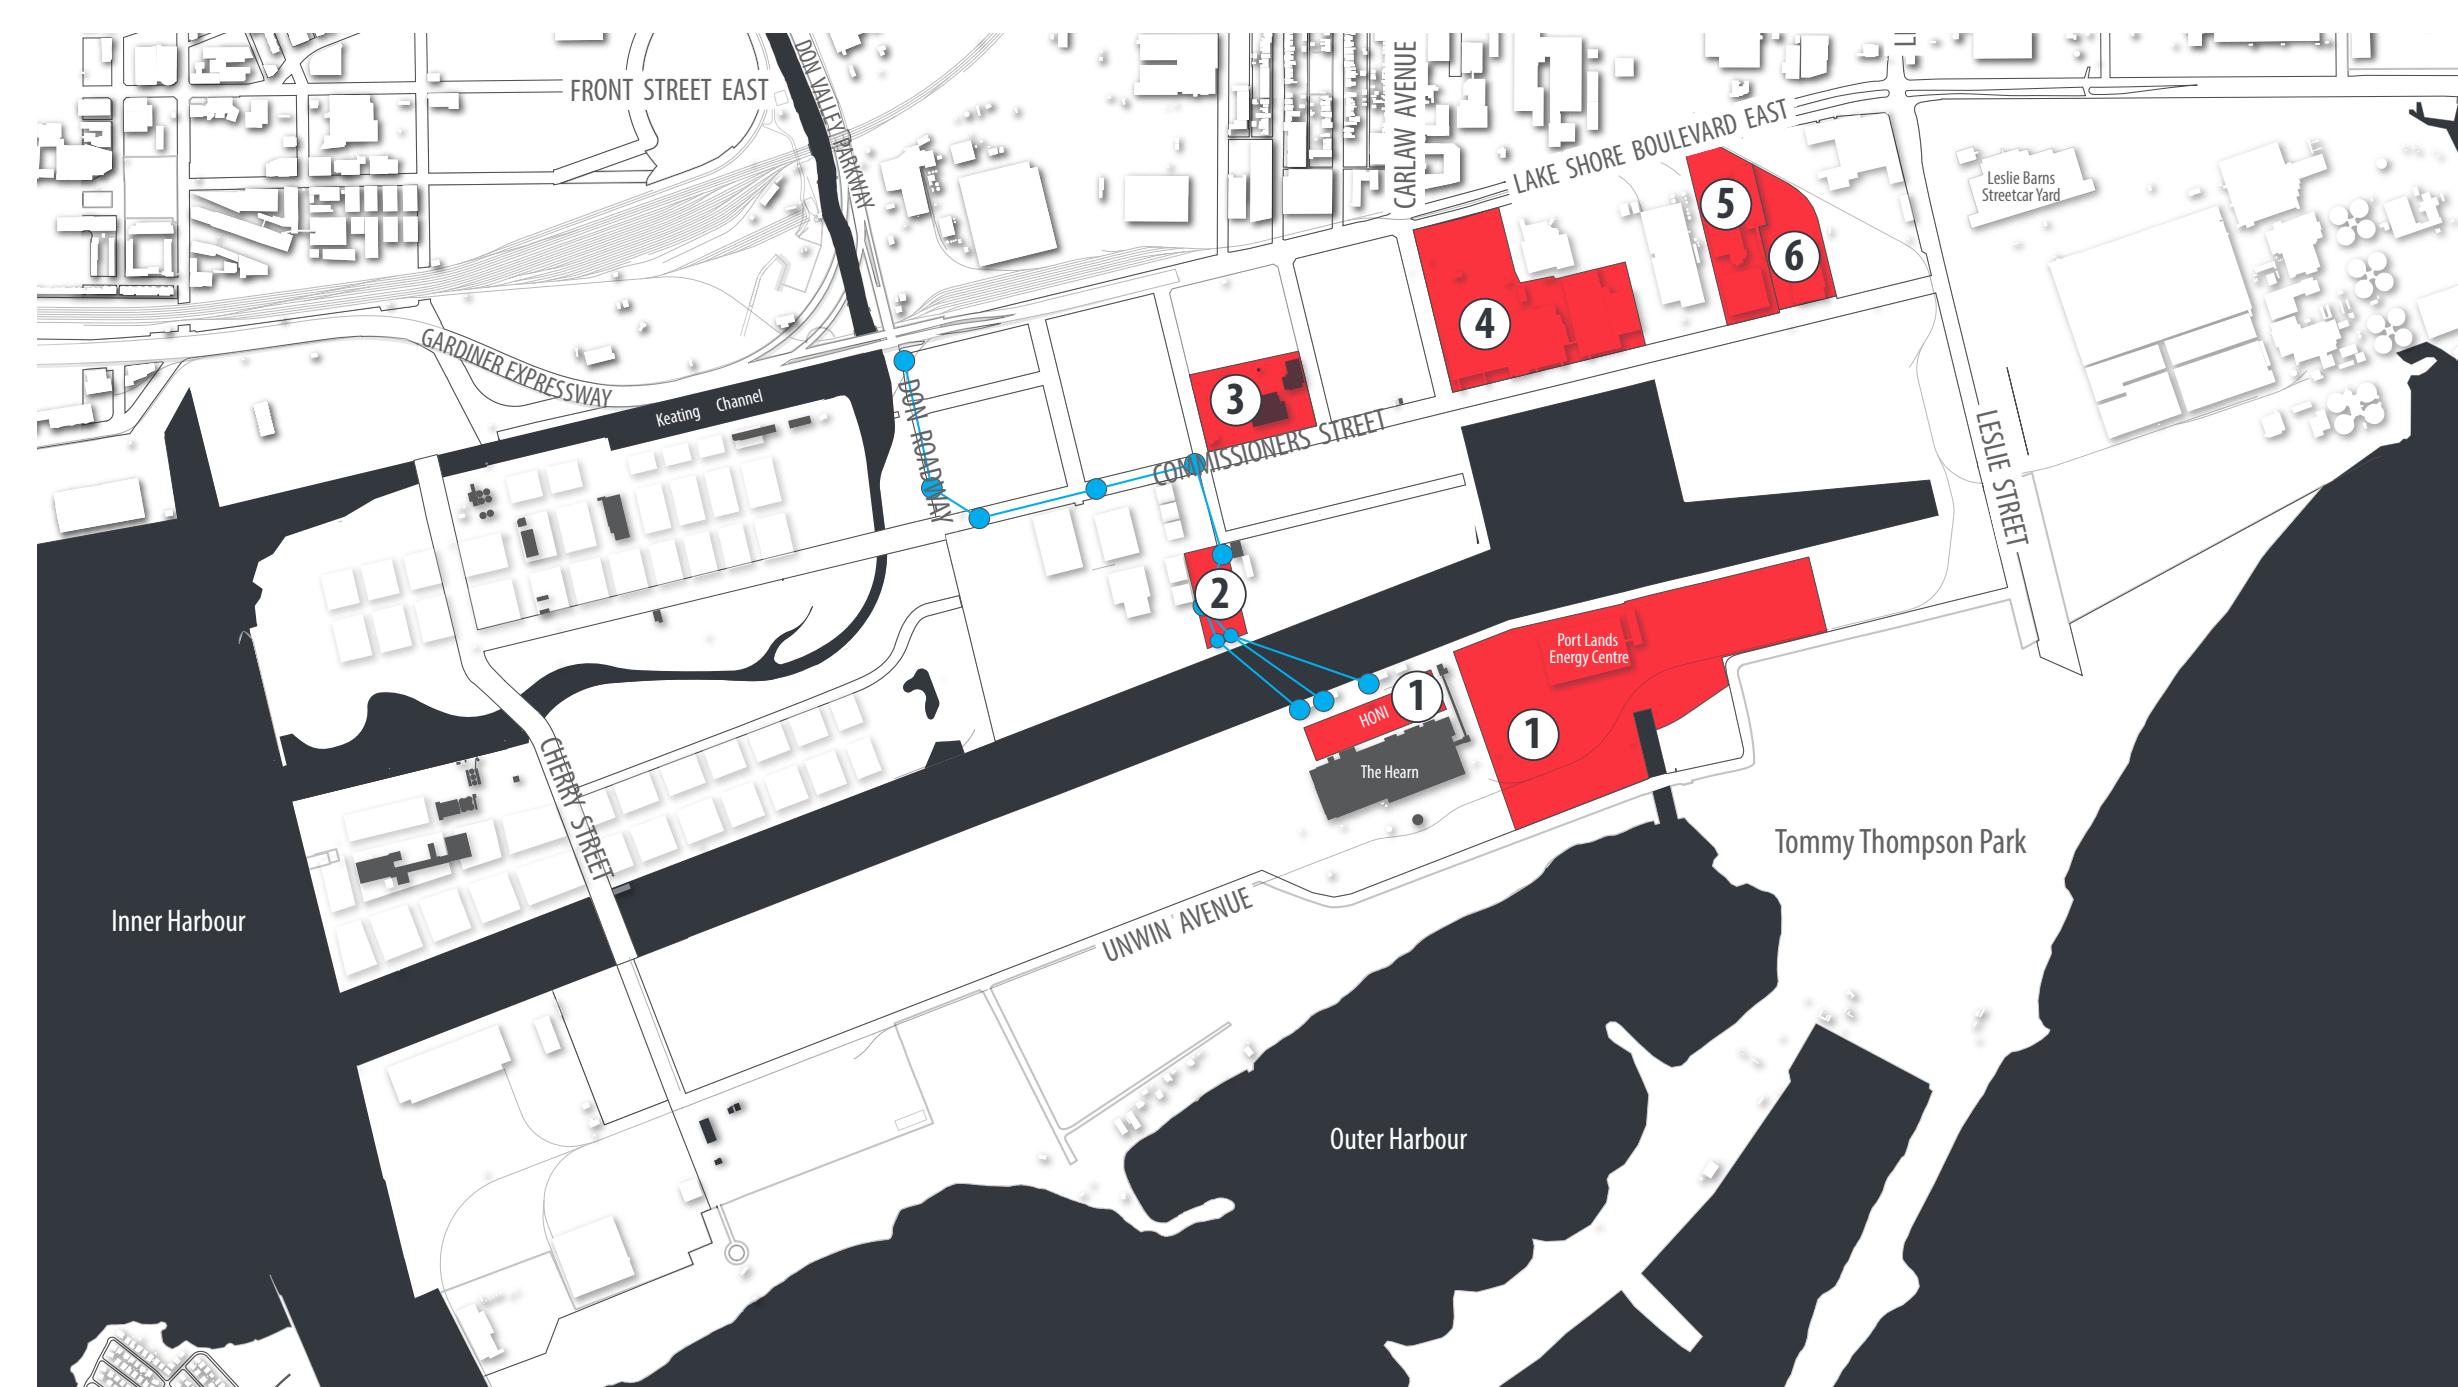 FRONT STREET EAST
DON VALLEY PARKWAY
CARLAW AVENUE
LAKE SHORE BOULEVARD EAST
Leslie Barns
Streetcar Yard
5
6
4
GARDINER EXPRESSWAY
Keating Channel
DON ROADWAY
3
COMMISSIONERS STREET
LESLIE STREET
2
Port Lands
Energy Centre
1
HONI
1
The Hearn
CHERRY STREET
Tommy Thompson Park
Inner Harbour
UNWIN AVENUE
Outer Harbour